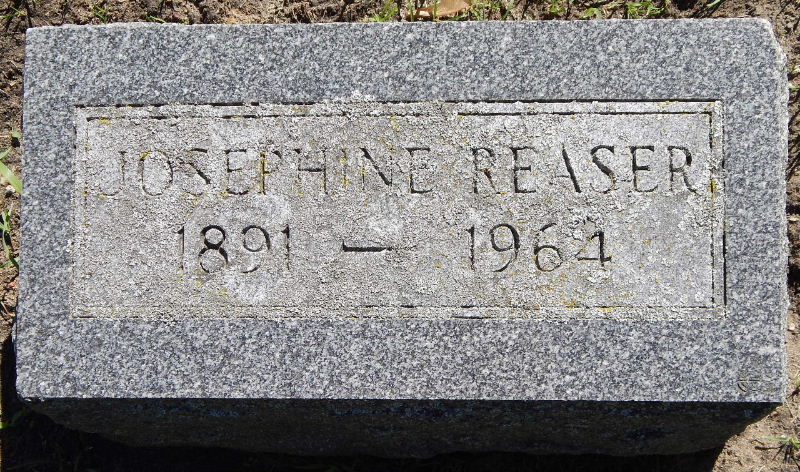 JOSEPHINE REASER
1891 — 1964